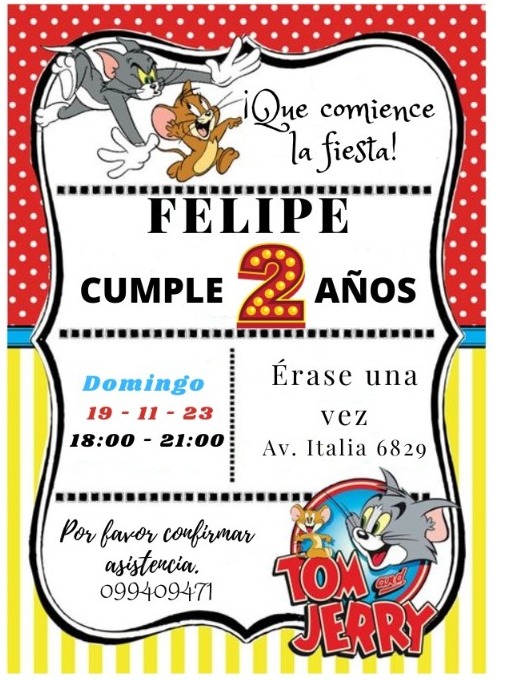 ¡Que comience
la fiesta!
FELIPE
CUMPLE 2 AÑOS
Domingo
19 - 11 - 23
18:00 - 21:00
Érase una
vez
Av. Italia 6829
Por favor confirmar
asistencia.
099409471
TOM and
JERRY